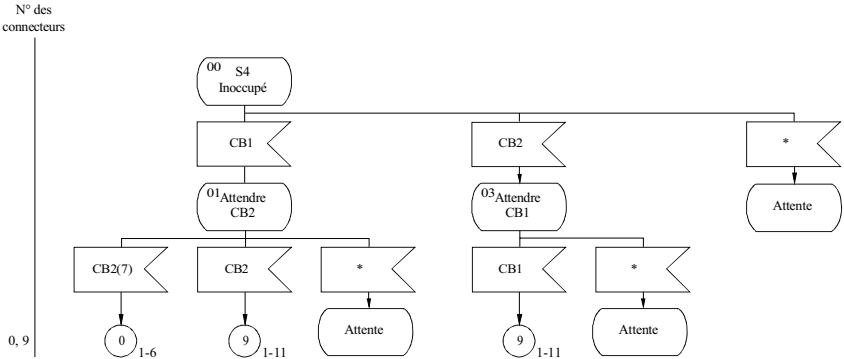 N° des
connecteurs
00
S4
Inoccupé
CB1
CB2
*
01
Attendre
CB2
03
Attendre
CB1
Attente
CB2(7)
CB2
*
CB1
*
0, 9
0
1-6
9
1-11
Attente
9
1-11
Attente